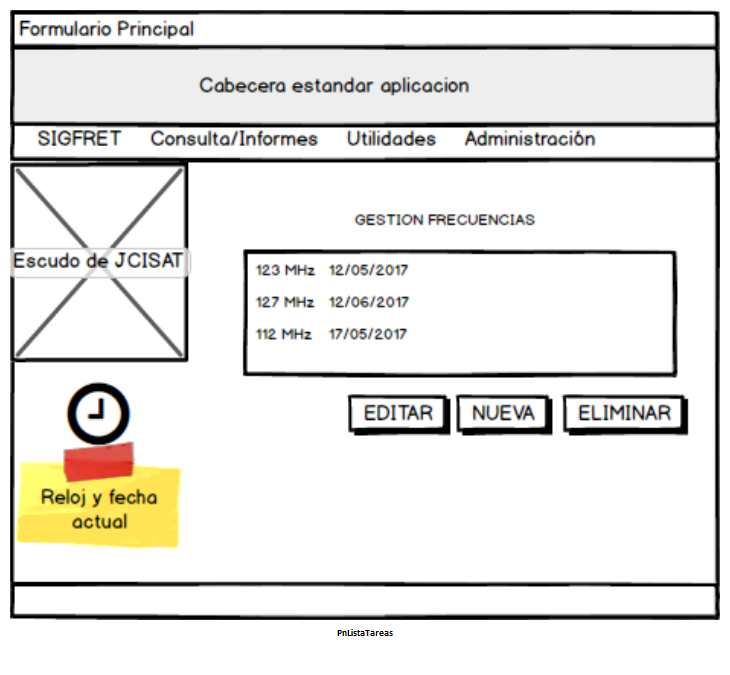 Formulario Principal
Cabecera estandar aplicacion
SIGFRET Consulta/Informes Utilidades Administración
Escudo de JCISAT
GESTION FRECUENCIAS
123 MHz 12/05/2017
127 MHz 12/06/2017
112 MHz 17/05/2017
EDITAR NUEVA ELIMINAR
Reloj y fecha
actual
PnListaTareas